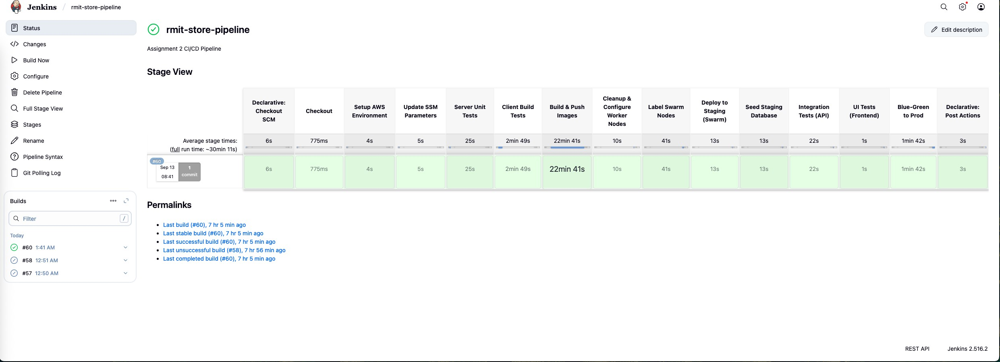 Jenkins / rmit-store-pipeline
Status
Changes
Build Now
Configure
Delete Pipeline
Full Stage View
Stages
Rename
Pipeline Syntax
Git Polling Log
Builds
Filter /
Today
#60 1:41 AM
#58 12:51 AM
#57 12:50 AM
rmit-store-pipeline
Edit description
Assignment 2 CI/CD Pipeline
Stage View
Declarative:
Checkout
SCM
Checkout
Setup AWS
Environment
Update SSM
Parameters
Server Unit
Tests
Client Build
Tests
Build & Push
Images
Cleanup &
Configure
Worker
Nodes
Label Swarm
Nodes
Deploy to
Staging
(Swarm)
Seed Staging
Database
Integration
Tests (API)
UI Tests
(Frontend)
Blue-Green
to Prod
Declarative:
Post Actions
Average stage times:
(full run time: ~30min 11s)
6s 775ms 4s 5s 25s 2min 49s 22min 41s 10s 41s 13s 13s 22s 1s 1min 42s 3s
#60
Sep 13
08:41
1
commit
6s 775ms 4s 5s 25s 2min 49s 22min 41s 10s 41s 13s 13s 22s 1s 1min 42s 3s
Permalinks
Last build (#60), 7 hr 5 min ago
Last stable build (#60), 7 hr 5 min ago
Last successful build (#60), 7 hr 5 min ago
Last unsuccessful build (#58), 7 hr 56 min ago
Last completed build (#60), 7 hr 5 min ago
REST API
Jenkins 2.516.2